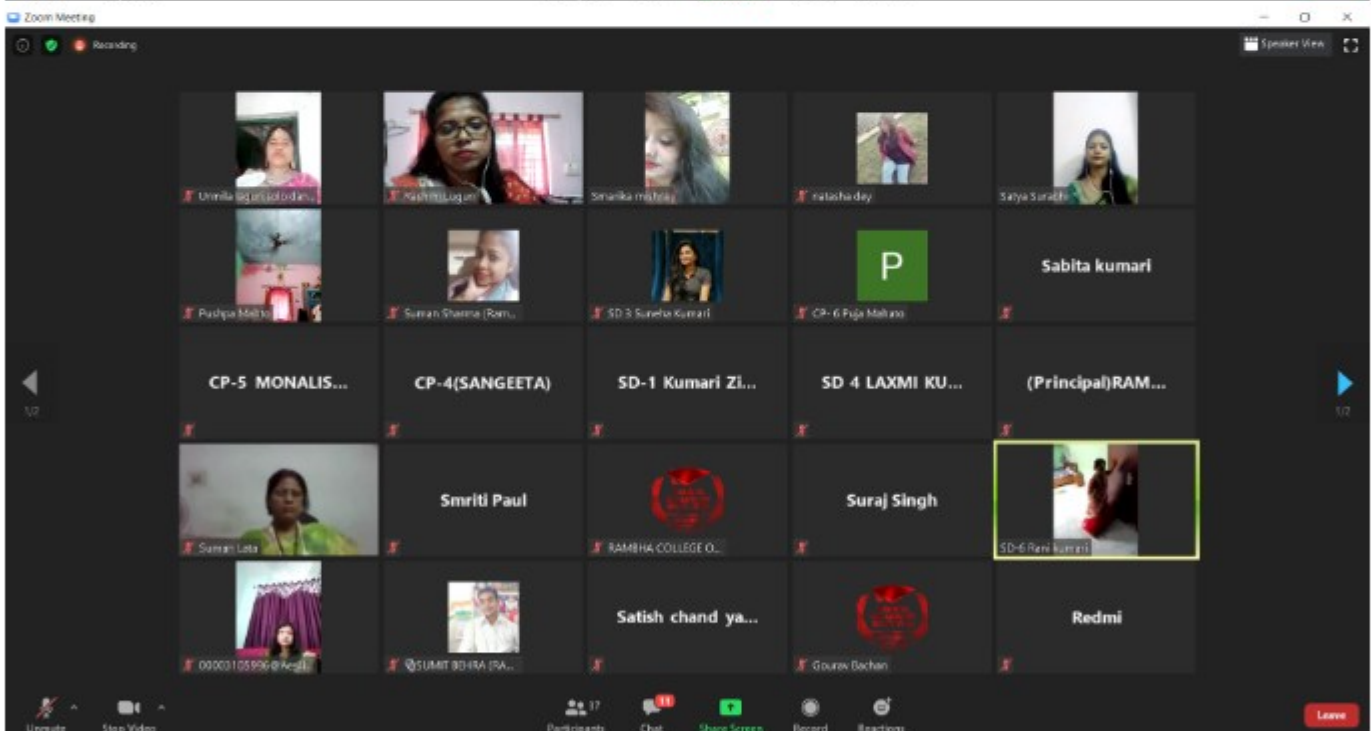 Zoom Meeting
Recording
Speaker View
Urmila
Rashmi Luguri
Smarika mishra
natasha dey
Satya Surabhi
Pushpa
Suman Sharma (Ram...
SD 3 Suneha Kumari
P
CP- 6 Puja Mahato
Sabita kumari
CP-5 MONALIS...
CP-4(SANGEETA)
SD-1 Kumari Zi...
SD 4 LAXMI KU...
(Principal)RAM...
1/2
1/2
Suman Lata
Smriti Paul
RAMBHA COLLEGE O...
Suraj Singh
SD-6 Rani kumari
SUMIT BEHRA (RA...
Satish chand ya...
Gourav Bachan
Redmi
Unmute
Stop Video
37
Participants
11
Chat
Share Screen
Record
Reactions
Leave